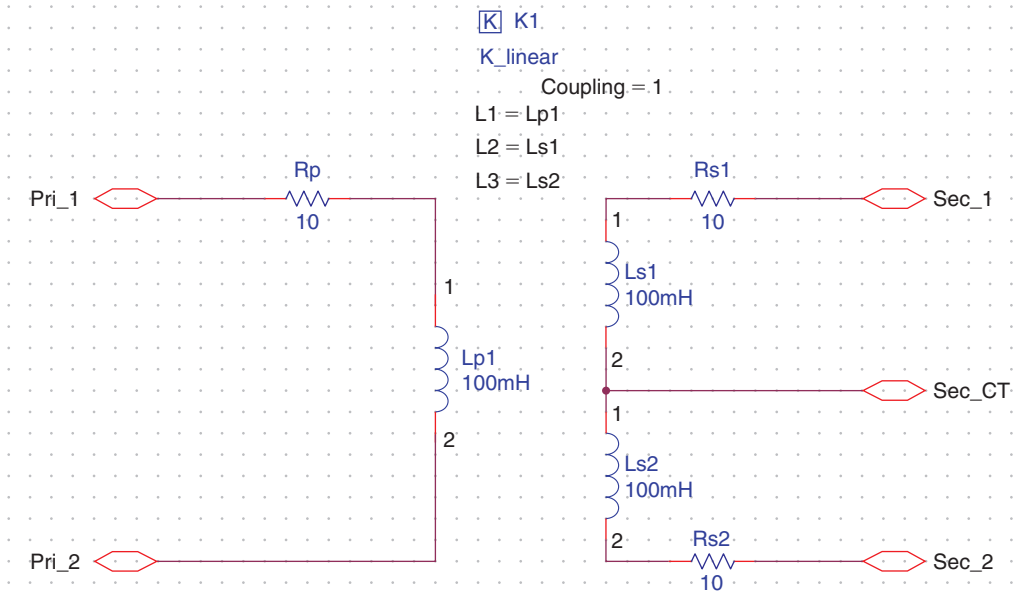 K K1
K_linear
Coupling = 1
L1 = Lp1
L2 = Ls1
L3 = Ls2
Pri_1
Rp
10
1
Lp1
100mH
2
Pri_2
Rs1
10
Sec_1
1
Ls1
100mH
2
Sec_CT
1
Ls2
100mH
2
Rs2
10
Sec_2